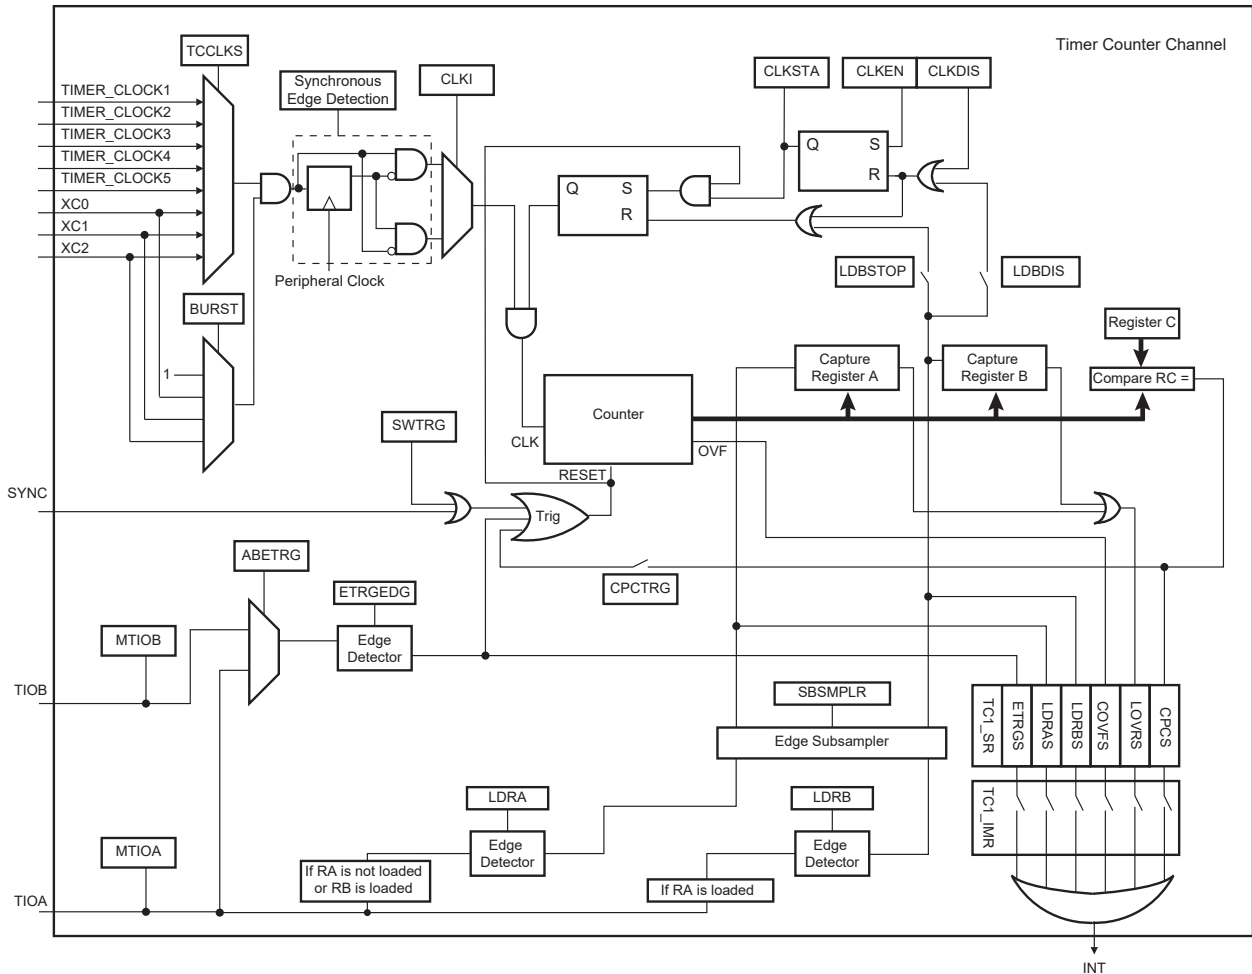 Timer Counter Channel
TCCLKS
TIMER_CLOCK1
TIMER_CLOCK2
TIMER_CLOCK3
TIMER_CLOCK4
TIMER_CLOCK5
XC0
XC1
XC2
Synchronous
Edge Detection
CLKI
Peripheral Clock
BURST
1
CLKSTA
CLKEN
CLKDIS
Q
S
R
Q
S
R
LDBSTOP
LDBDIS
Register C
Capture
Register A
Capture
Register B
Compare RC =
Counter
CLK
OVF
RESET
SWTRG
SYNC
Trig
CPCTRG
ABETRG
ETRGEDG
Edge
Detector
MTIOB
TIOB
SBSMPLR
Edge Subsampler
TC1_SR
ETRGS
LDRAS
LDRBS
COVFS
LOVRS
CPCS
TC1_IMR
LDRA
Edge
Detector
LDRB
Edge
Detector
MTIOA
If RA is not loaded
or RB is loaded
If RA is loaded
TIOA
INT